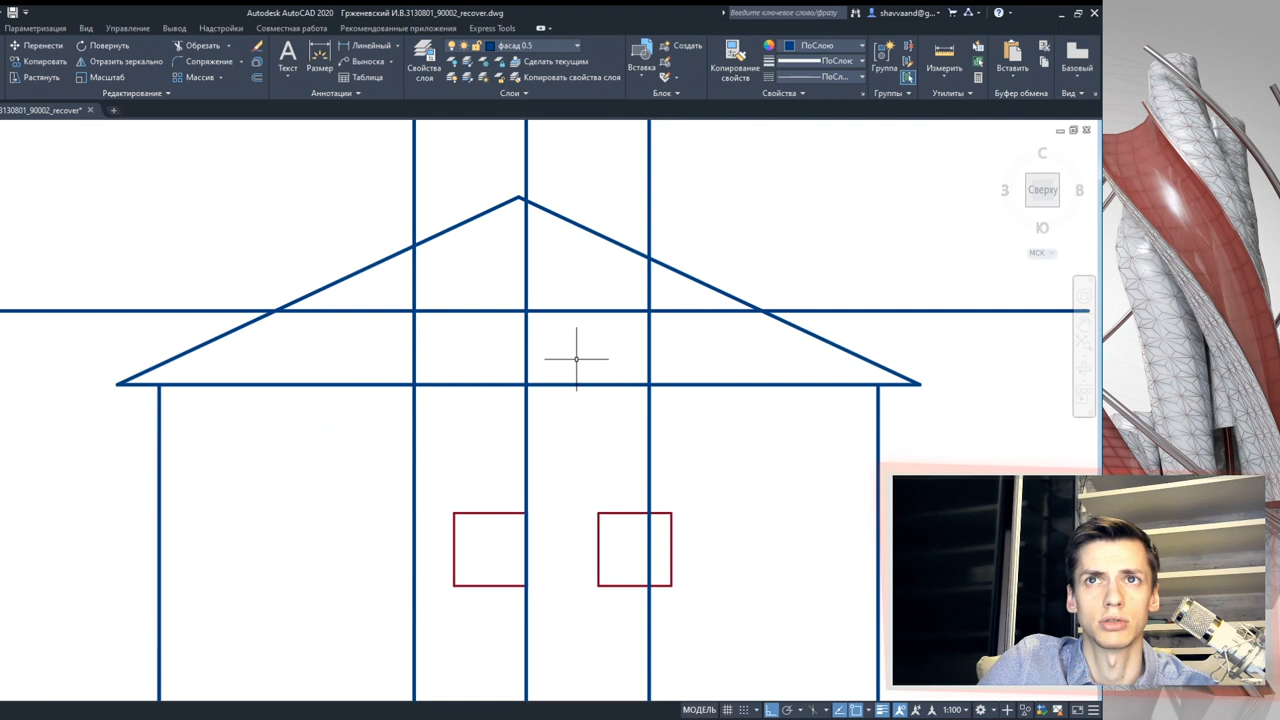 Autodesk AutoCAD 2020 Грженевский И.В.3130801_90002_recover.dwg
Введите ключевое слово/фразу
shavvaand@g...
Параметризация Вид Управление Вывод Надстройки Совместная работа Рекомендованные приложения Express Tools
Перенести Повернуть Обрезать
Копировать Отразить зеркально Сопряжение
Растянуть Масштаб Массив
Редактирование
Текст Размер
Линейный
Выноска
Таблица
Аннотации
Свойства слоя
фасад 0.5
Сделать текущим
Копировать свойства слоя
Слои
Вставка
Создать
Блок
Копирование свойств
ПоСлою
ПоСлою
ПоСл...
Свойства
Группа
Группы
Измерить
Утилиты
Вставить
Буфер обмена
Базовый
Вид
3130801_90002_recover*
С
З Сверху В
Ю
МСК
МОДЕЛЬ 1:100